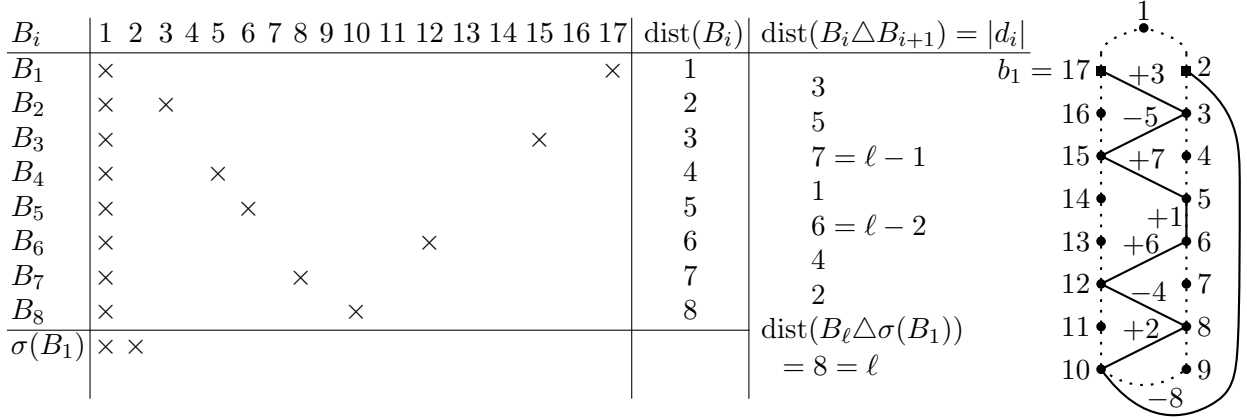 B_i 1 2 3 4 5 6 7 8 9 10 11 12 13 14 15 16 17 dist(B_i) dist(B_i△B_{i+1}) = |d_i|
B_1 × × 1
3
B_2 × × 2
5
B_3 × × 3
7 = ℓ − 1
B_4 × × 4
1
B_5 × × 5
6 = ℓ − 2
B_6 × × 6
4
B_7 × × 7
2
B_8 × × 8
dist(B_ℓ△σ(B_1))
σ(B_1) × ×
= 8 = ℓ
1
b_1 = 17 +3 2
16 −5 3
15 +7 4
14 5
+1
13 +6 6
12 −4 7
11 +2 8
10 9
−8